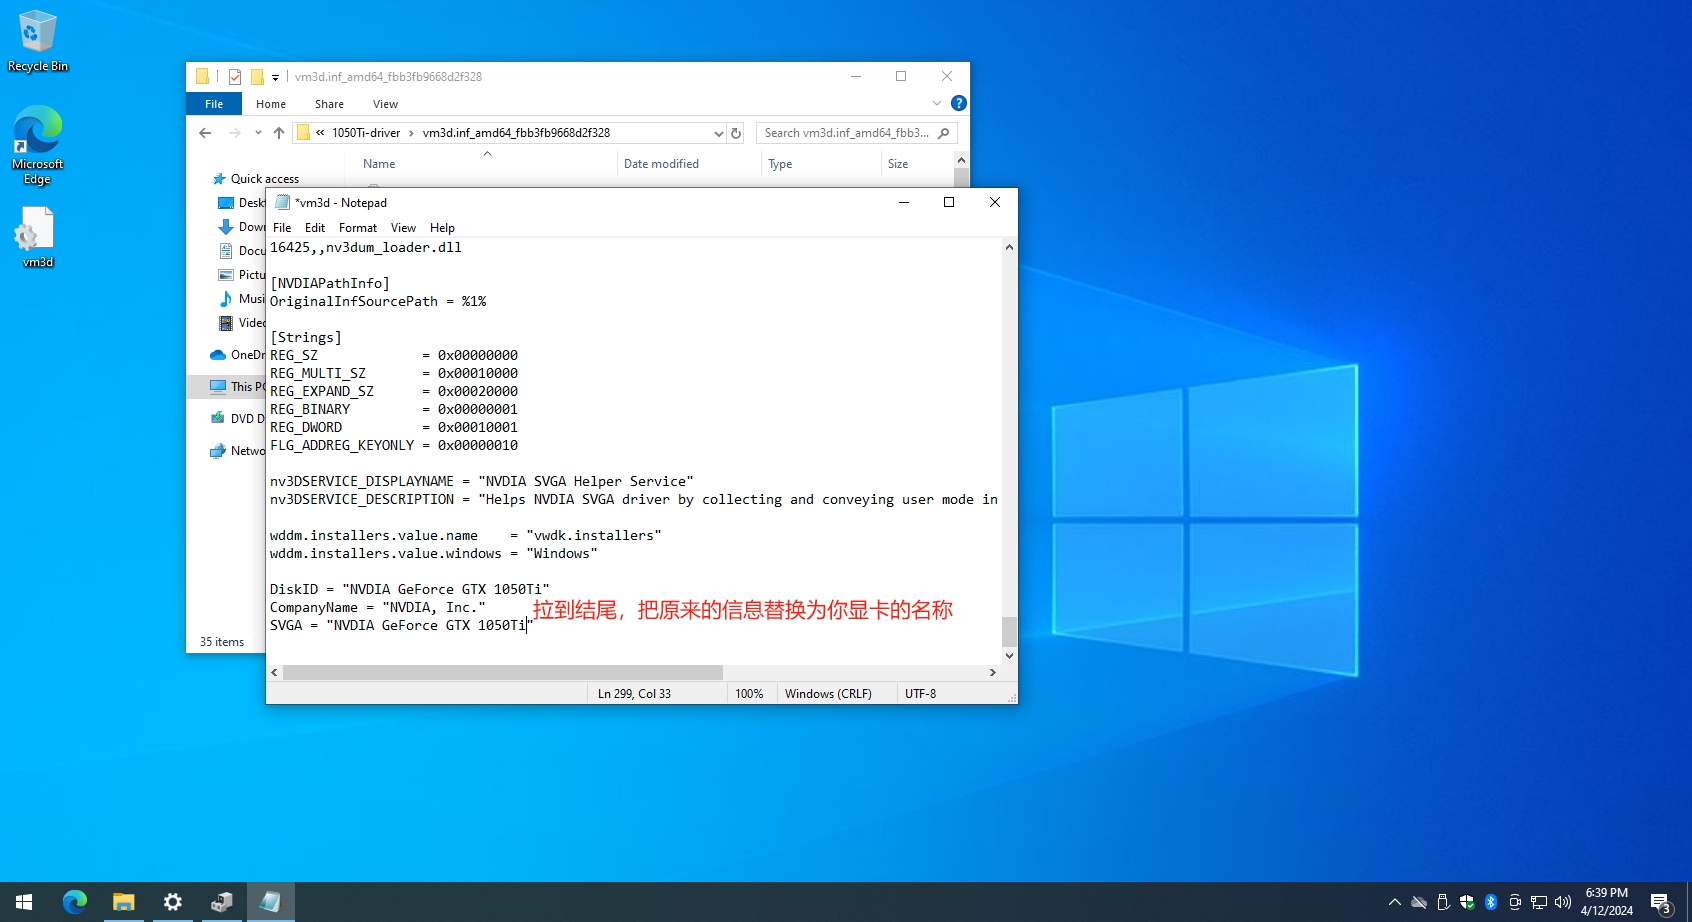 Recycle Bin
Microsoft
Edge
vm3d
vm3d.inf_amd64_fbb3fb9668d2f328
File Home Share View
« 1050Ti-driver › vm3d.inf_amd64_fbb3fb9668d2f328
Search vm3d.inf_amd64_fbb3...
Name Date modified Type Size
Quick access
Desk
Down
Docu
Pictu
Musi
Videc
OneDr
This PC
DVD D
Netwo
35 items
*vm3d - Notepad
File Edit Format View Help
16425,,nv3dum_loader.dll
[NVDIAPathInfo]
OriginalInfSourcePath = %1%
[Strings]
REG_SZ = 0x00000000
REG_MULTI_SZ = 0x00010000
REG_EXPAND_SZ = 0x00020000
REG_BINARY = 0x00000001
REG_DWORD = 0x00010001
FLG_ADDREG_KEYONLY = 0x00000010
nv3DSERVICE_DISPLAYNAME = "NVDIA SVGA Helper Service"
nv3DSERVICE_DESCRIPTION = "Helps NVDIA SVGA driver by collecting and conveying user mode in
wddm.installers.value.name = "vwdk.installers"
wddm.installers.value.windows = "Windows"
DiskID = "NVDIA GeForce GTX 1050Ti"
CompanyName = "NVDIA, Inc."
拉到结尾，把原来的信息替换为你显卡的名称
SVGA = "NVDIA GeForce GTX 1050Ti"
Ln 299, Col 33 100% Windows (CRLF) UTF-8
6:39 PM
4/12/2024
3